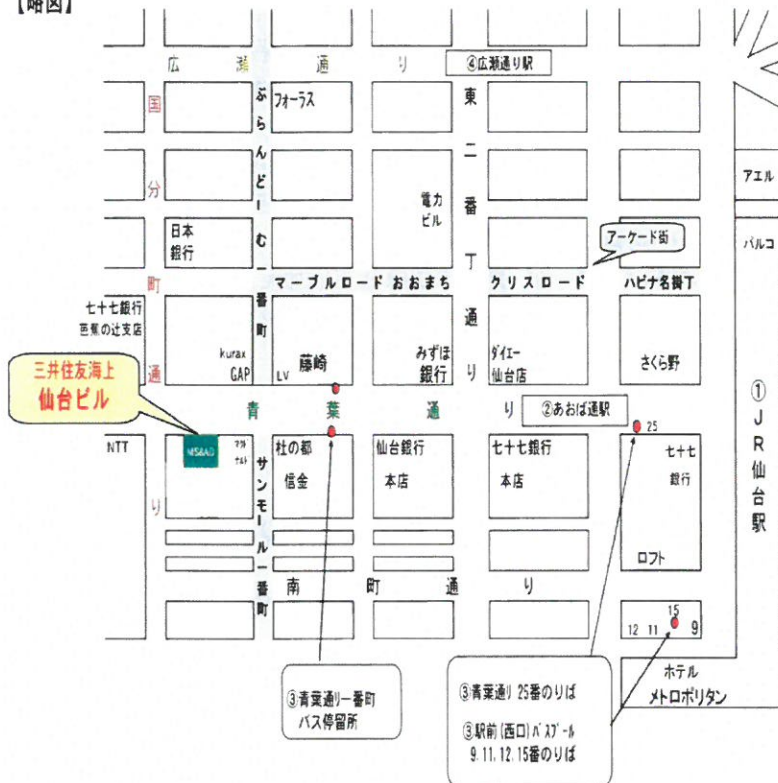 【略図】
広瀬通り
④広瀬通り駅
国分町通り
ぶらんどーむ一番町
フォーラス
東二番丁通り
電力
ビル
アエル
日本
銀行
アーケード街
パルコ
マーブルロードおおまち
クリスロード
ハピナ名掛丁
七十七銀行
芭蕉の辻支店
kurax
GAP
LV
藤崎
みずほ
銀行
ダイエー
仙台店
さくら野
三井住友海上
仙台ビル
青葉通り
②あおば通駅
①JR仙台駅
25
NTT
MS&AD
サンモール一番町
杜の都
信金
仙台銀行
本店
七十七銀行
本店
七十七
銀行
ロフト
南町通り
15
12 11 9
ホテル
メトロポリタン
③青葉通り一番町
バス停留所
③青葉通り 25番のりば
③駅前(西口)バスプール
9.11.12.15番のりば